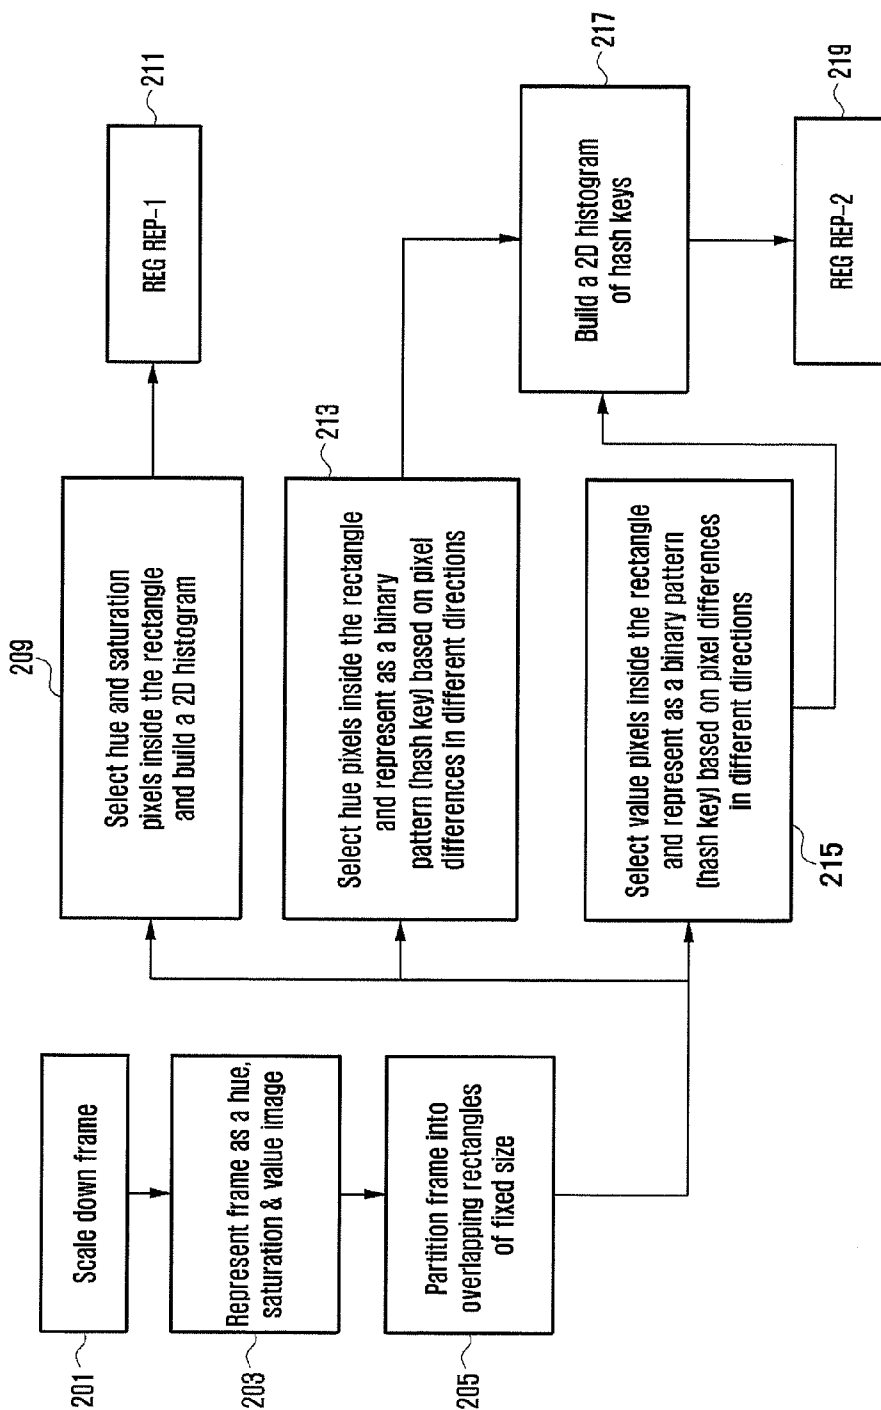 201
Scale down frame
203
Represent frame as a hue,
saturation & value image
205
Partition frame into
overlapping rectangles
of fixed size
209
Select hue and saturation
pixels inside the rectangle
and build a 2D histogram
211
REG REP-1
213
Select hue pixels inside the rectangle
and represent as a binary
pattern (hash key) based on pixel
differences in different directions
215
Select value pixels inside the rectangle
and represent as a binary pattern
(hash key) based on pixel differences
in different directions
217
Build a 2D histogram
of hash keys
219
REG REP-2